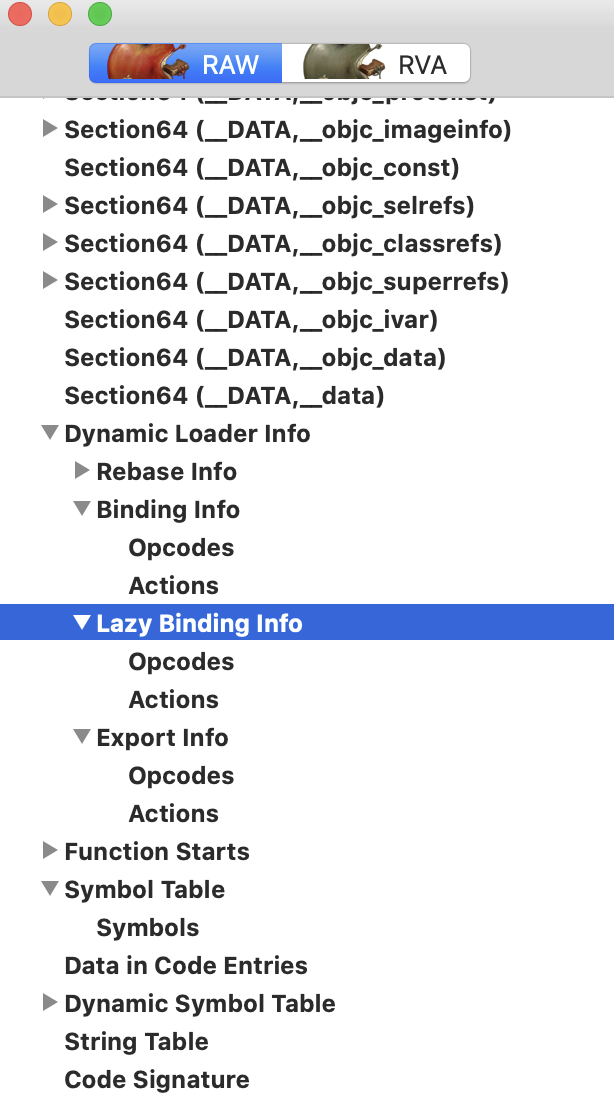 RAW
RVA
Section64 (__DATA,__objc_protolist)
Section64 (__DATA,__objc_imageinfo)
Section64 (__DATA,__objc_const)
Section64 (__DATA,__objc_selrefs)
Section64 (__DATA,__objc_classrefs)
Section64 (__DATA,__objc_superrefs)
Section64 (__DATA,__objc_ivar)
Section64 (__DATA,__objc_data)
Section64 (__DATA,__data)
Dynamic Loader Info
Rebase Info
Binding Info
Opcodes
Actions
Lazy Binding Info
Opcodes
Actions
Export Info
Opcodes
Actions
Function Starts
Symbol Table
Symbols
Data in Code Entries
Dynamic Symbol Table
String Table
Code Signature